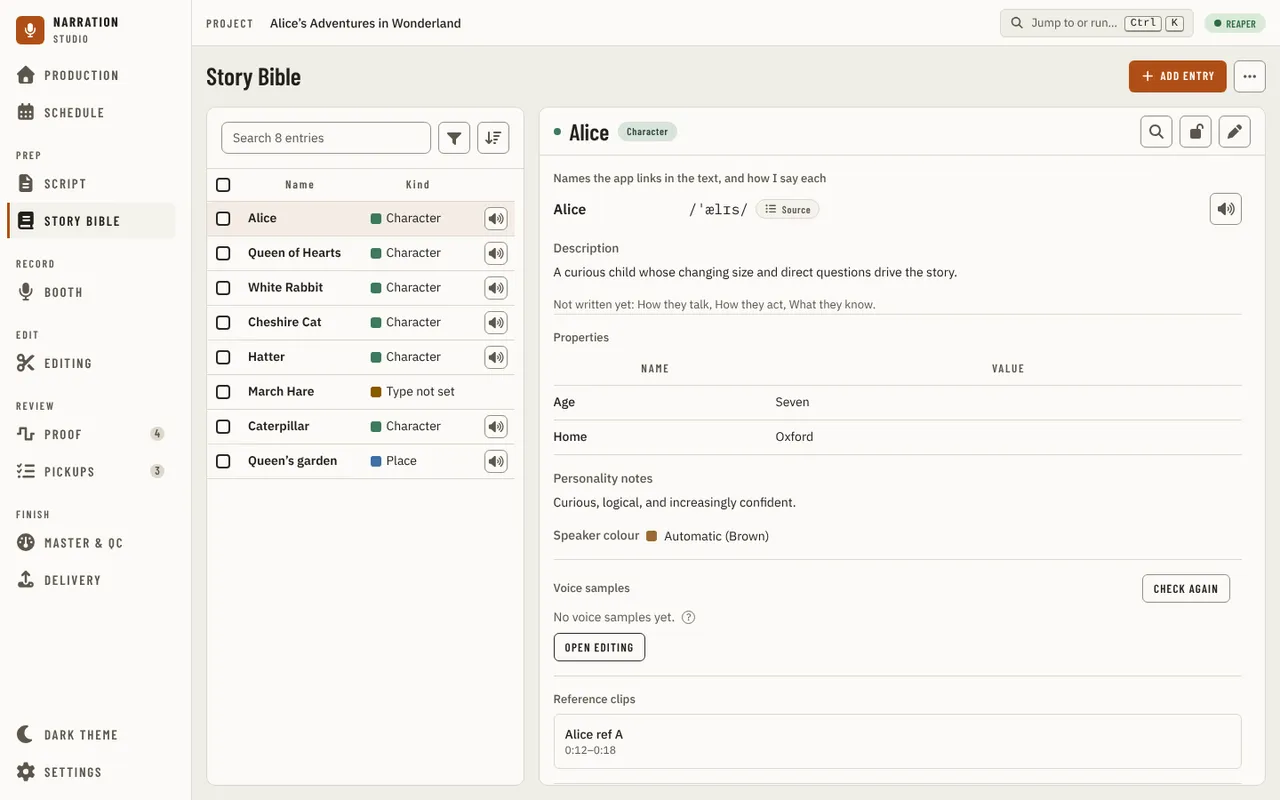 NARRATION
STUDIO
PRODUCTION
SCHEDULE
PREP
SCRIPT
STORY BIBLE
RECORD
BOOTH
EDIT
EDITING
REVIEW
PROOF 4
PICKUPS 3
FINISH
MASTER & QC
DELIVERY
DARK THEME
SETTINGS
PROJECT Alice’s Adventures in Wonderland
Jump to or run... Ctrl K
REAPER
Story Bible
ADD ENTRY
Search 8 entries
Name Kind
Alice Character
Queen of Hearts Character
White Rabbit Character
Cheshire Cat Character
Hatter Character
March Hare Type not set
Caterpillar Character
Queen’s garden Place
Alice Character
Names the app links in the text, and how I say each
Alice /ˈælɪs/ Source
Description
A curious child whose changing size and direct questions drive the story.
Not written yet: How they talk, How they act, What they know.
Properties
NAME VALUE
Age Seven
Home Oxford
Personality notes
Curious, logical, and increasingly confident.
Speaker colour Automatic (Brown)
Voice samples CHECK AGAIN
No voice samples yet. ?
OPEN EDITING
Reference clips
Alice ref A
0:12–0:18